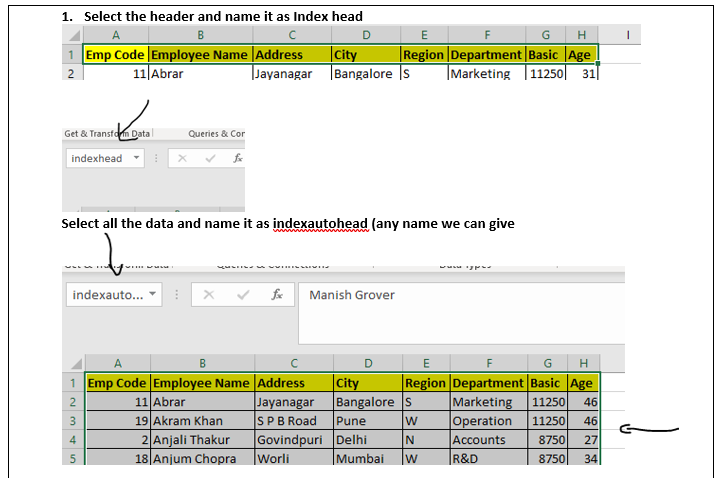 1. Select the header and name it as Index head
A B C D E F G H I
1 Emp Code Employee Name Address City Region Department Basic Age
2 11 Abrar Jayanagar Bangalore S Marketing 11250 31
Get & Transform Data Queries & Cor
indexhead fx
Select all the data and name it as indexautohead (any name we can give
indexauto... fx Manish Grover
A B C D E F G H
1 Emp Code Employee Name Address City Region Department Basic Age
2 11 Abrar Jayanagar Bangalore S Marketing 11250 46
3 19 Akram Khan S P B Road Pune W Operation 11250 46
4 2 Anjali Thakur Govindpuri Delhi N Accounts 8750 27
5 18 Anjum Chopra Worli Mumbai W R&D 8750 34